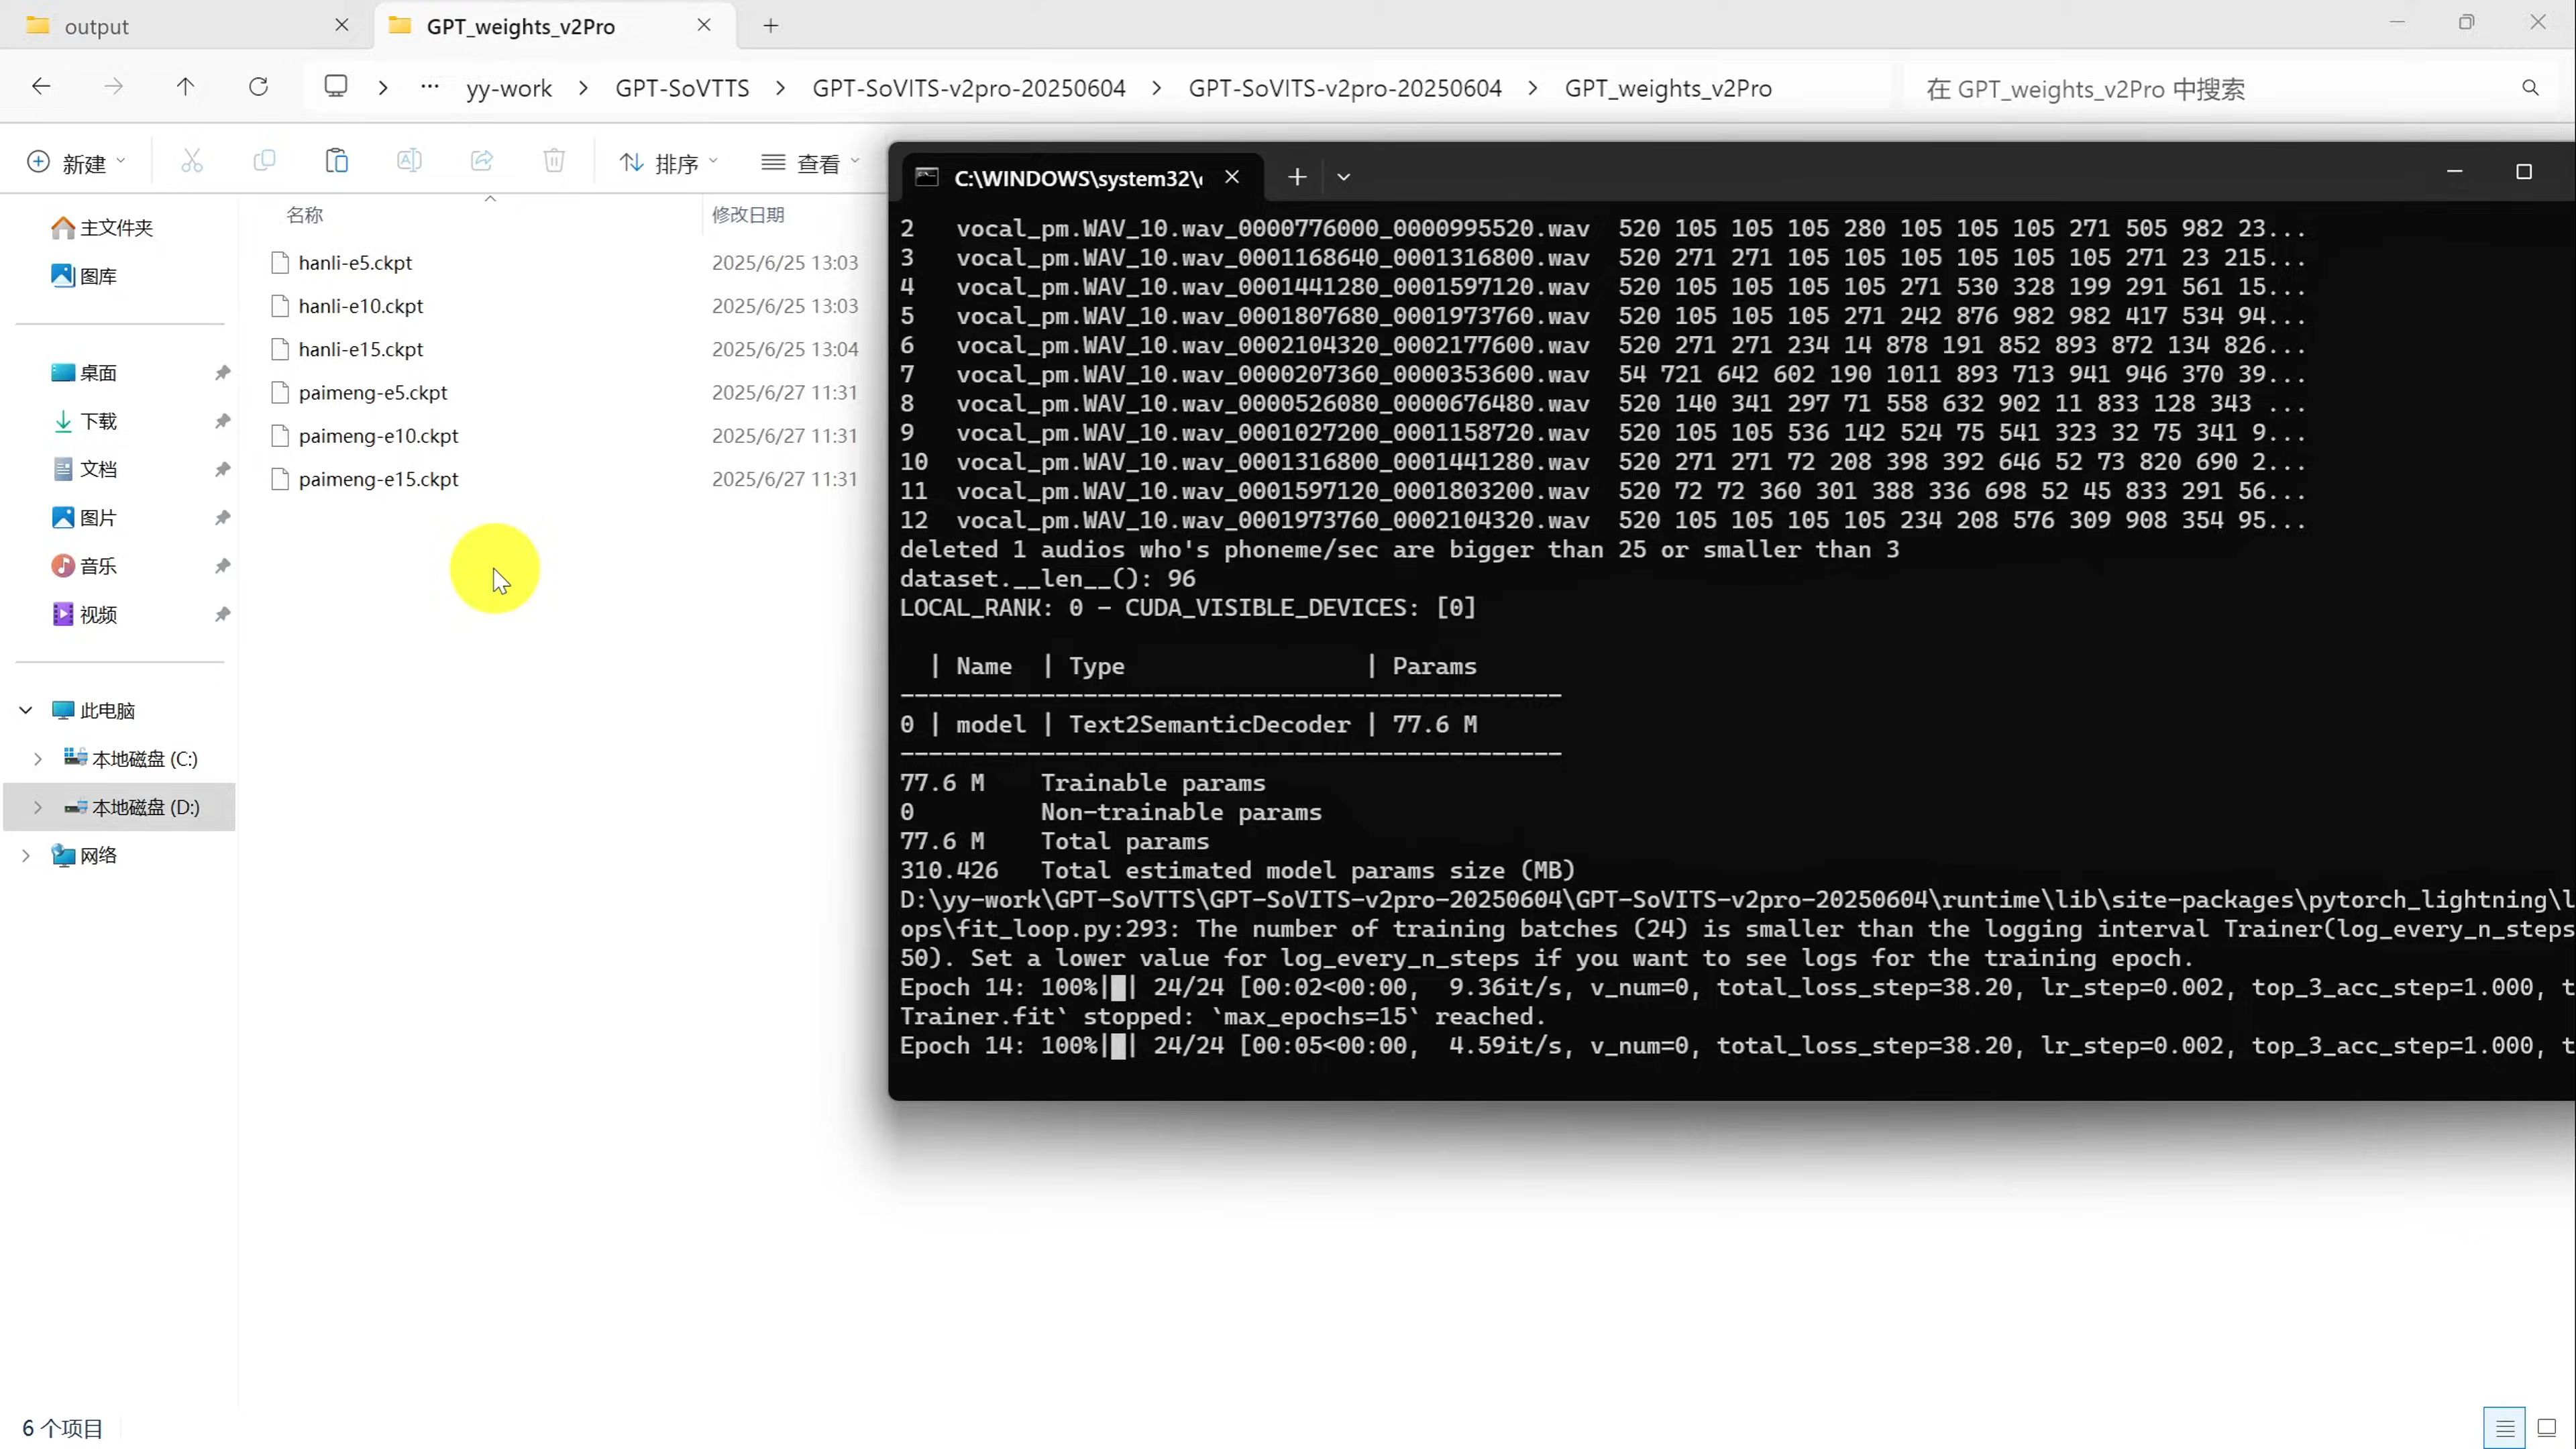 output
GPT_weights_v2Pro
… yy-work > GPT-SoVTTS > GPT-SoVITS-v2pro-20250604 > GPT-SoVITS-v2pro-20250604 > GPT_weights_v2Pro
在 GPT_weights_v2Pro 中搜索
新建
排序
查看
主文件夹
图库
桌面
下载
文档
图片
音乐
视频
此电脑
本地磁盘 (C:)
本地磁盘 (D:)
网络
名称 修改日期
hanli-e5.ckpt 2025/6/25 13:03
hanli-e10.ckpt 2025/6/25 13:03
hanli-e15.ckpt 2025/6/25 13:04
paimeng-e5.ckpt 2025/6/27 11:31
paimeng-e10.ckpt 2025/6/27 11:31
paimeng-e15.ckpt 2025/6/27 11:31
C:\WINDOWS\system32\
2 vocal_pm.WAV_10.wav_0000776000_0000995520.wav 520 105 105 105 280 105 105 105 271 505 982 23...
3 vocal_pm.WAV_10.wav_0001168640_0001316800.wav 520 271 271 105 105 105 105 105 105 271 23 215...
4 vocal_pm.WAV_10.wav_0001441280_0001597120.wav 520 105 105 105 105 271 530 328 199 291 561 15...
5 vocal_pm.WAV_10.wav_0001807680_0001973760.wav 520 105 105 105 271 242 876 982 982 417 534 94...
6 vocal_pm.WAV_10.wav_0002104320_0002177600.wav 520 271 271 234 14 878 191 852 893 872 134 826...
7 vocal_pm.WAV_10.wav_0000207360_0000353600.wav 54 721 642 602 190 1011 893 713 941 946 370 39...
8 vocal_pm.WAV_10.wav_0000526080_0000676480.wav 520 140 341 297 71 558 632 902 11 833 128 343 ...
9 vocal_pm.WAV_10.wav_0001027200_0001158720.wav 520 105 105 536 142 524 75 541 323 32 75 341 9...
10 vocal_pm.WAV_10.wav_0001316800_0001441280.wav 520 271 271 72 208 398 392 646 52 73 820 690 2...
11 vocal_pm.WAV_10.wav_0001597120_0001803200.wav 520 72 72 360 301 388 336 698 52 45 833 291 56...
12 vocal_pm.WAV_10.wav_0001973760_0002104320.wav 520 105 105 105 105 234 208 576 309 908 354 95...
deleted 1 audios who's phoneme/sec are bigger than 25 or smaller than 3
dataset.__len__(): 96
LOCAL_RANK: 0 - CUDA_VISIBLE_DEVICES: [0]
| Name | Type | Params
--------------------------------------------
0 | model | Text2SemanticDecoder | 77.6 M
--------------------------------------------
77.6 M Trainable params
0 Non-trainable params
77.6 M Total params
310.426 Total estimated model params size (MB)
D:\yy-work\GPT-SoVTTS\GPT-SoVITS-v2pro-20250604\GPT-SoVITS-v2pro-20250604\runtime\lib\site-packages\pytorch_lightning\l
ops\fit_loop.py:293: The number of training batches (24) is smaller than the logging interval Trainer(log_every_n_steps
50). Set a lower value for log_every_n_steps if you want to see logs for the training epoch.
Epoch 14: 100%|█| 24/24 [00:02<00:00, 9.36it/s, v_num=0, total_loss_step=38.20, lr_step=0.002, top_3_acc_step=1.000, t
Trainer.fit` stopped: `max_epochs=15` reached.
Epoch 14: 100%|█| 24/24 [00:05<00:00, 4.59it/s, v_num=0, total_loss_step=38.20, lr_step=0.002, top_3_acc_step=1.000, t
6 个项目